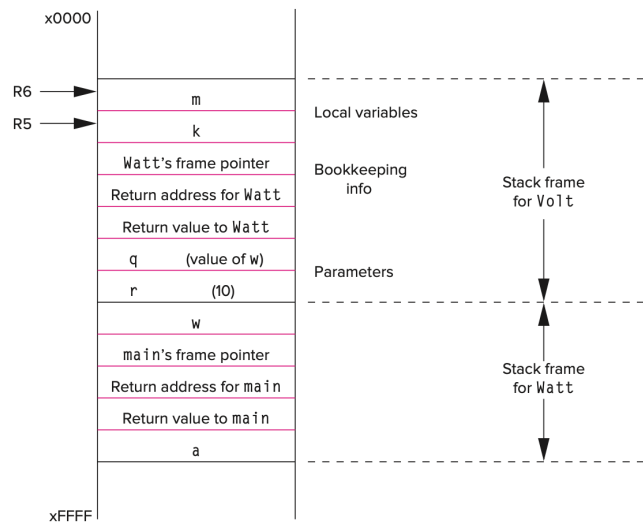 x0000
R6
m
Local variables
R5
k
Watt's frame pointer
Bookkeeping
info
Return address for Watt
Stack frame
for Volt
Return value to Watt
q (value of w)
Parameters
r (10)
w
main's frame pointer
Return address for main
Stack frame
for Watt
Return value to main
a
xFFFF